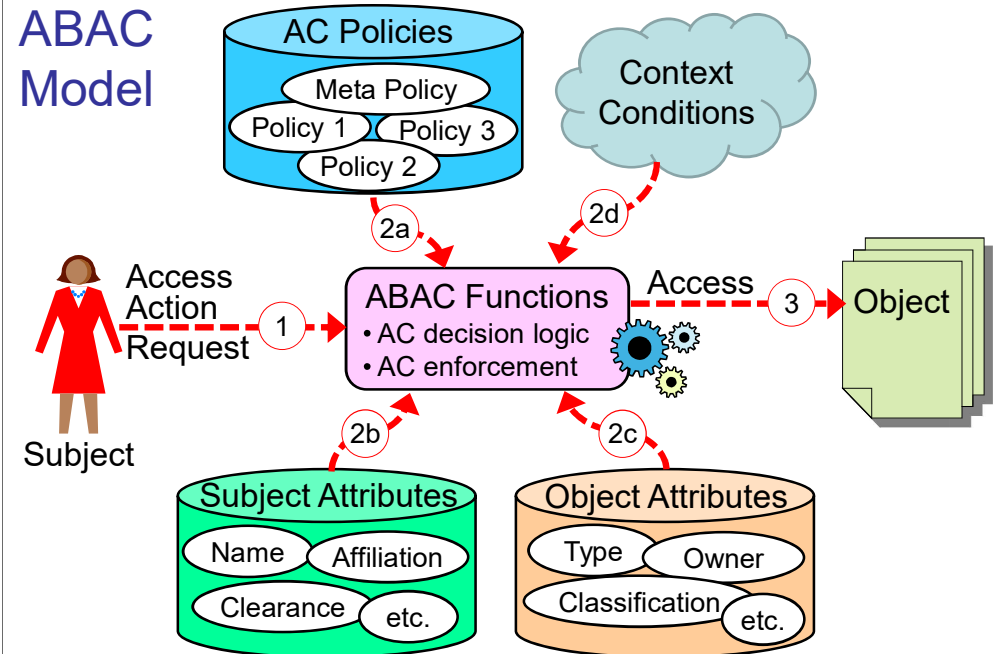 ABAC
Model
AC Policies
Meta Policy
Policy 1
Policy 3
Policy 2
Context
Conditions
2a
2d
Access
Action
Request
1
ABAC Functions
• AC decision logic
• AC enforcement
Access
3
Object
Subject
2b
2c
Subject Attributes
Name
Affiliation
Clearance
etc.
Object Attributes
Type
Owner
Classification
etc.